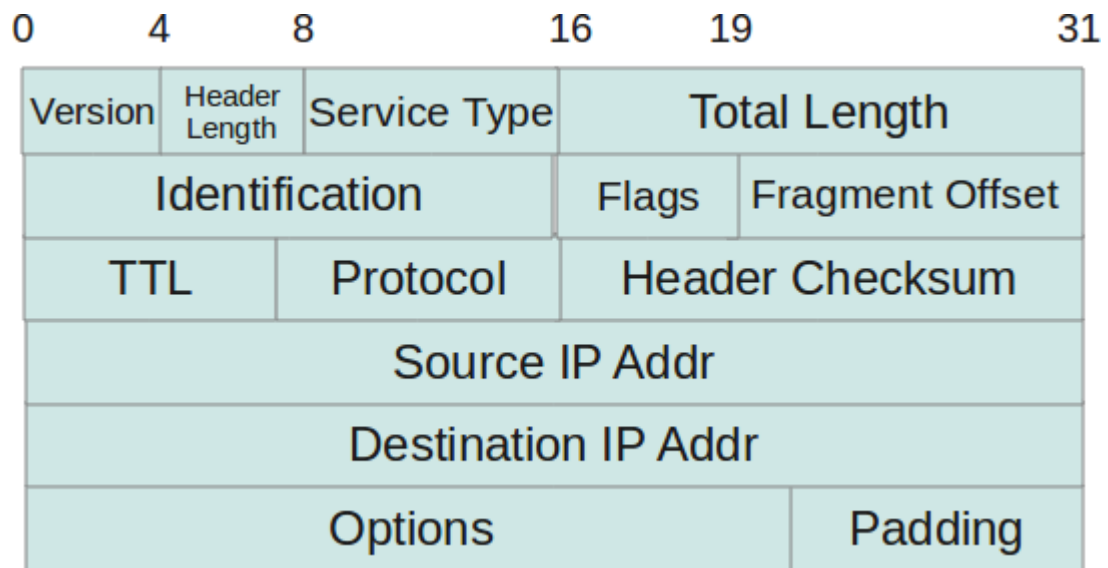 0 4 8 16 19 31
Version Header Length Service Type Total Length
Identification Flags Fragment Offset
TTL Protocol Header Checksum
Source IP Addr
Destination IP Addr
Options Padding